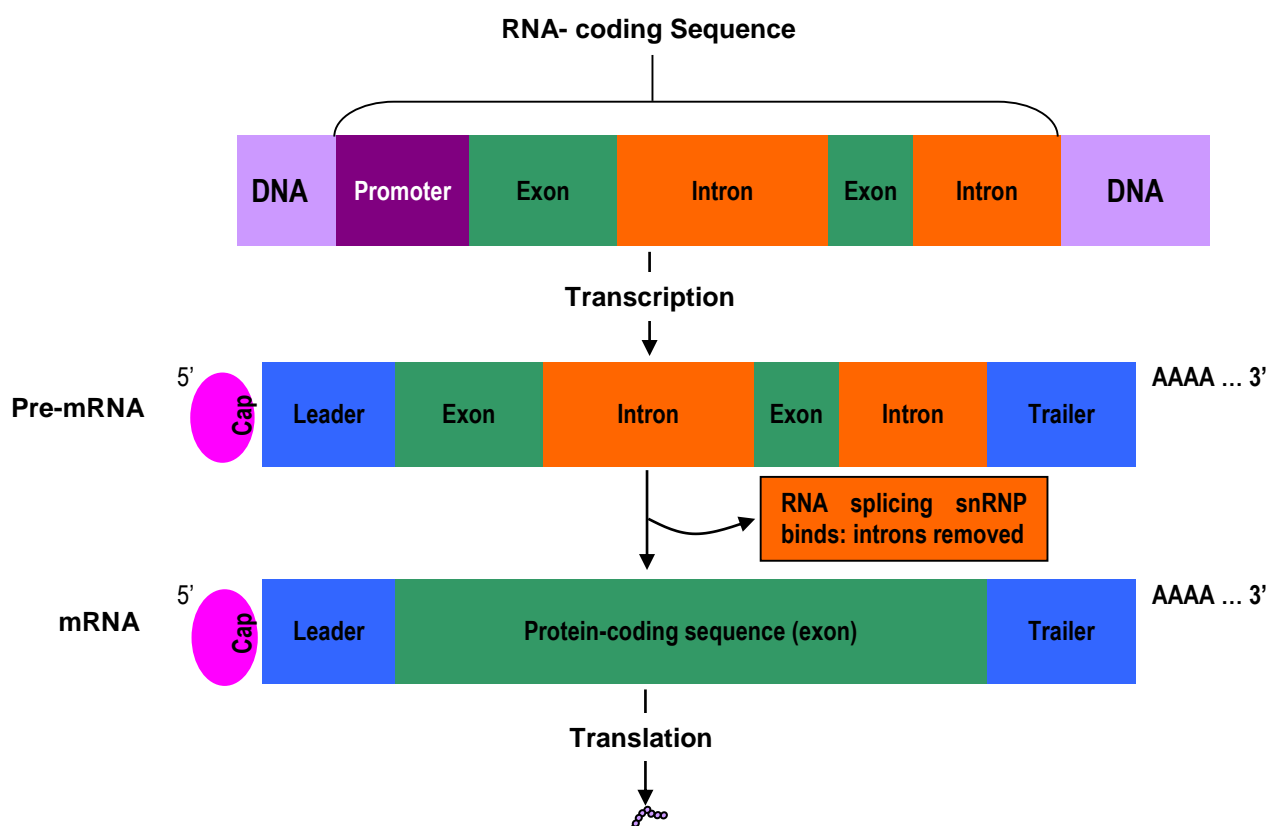 RNA- coding Sequence
DNA Promoter Exon Intron Exon Intron DNA
Transcription
Pre-mRNA 5’ Cap Leader Exon Intron Exon Intron Trailer AAAA ... 3’
RNA splicing snRNP
binds: introns removed
mRNA 5’ Cap Leader Protein-coding sequence (exon) Trailer AAAA ... 3’
Translation